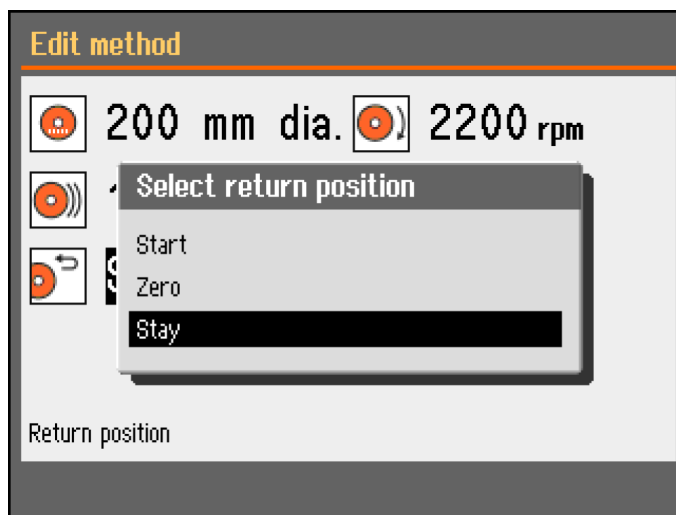 Edit method
200 mm dia. 2200 rpm
Select return position
Start
Zero
Stay
Return position